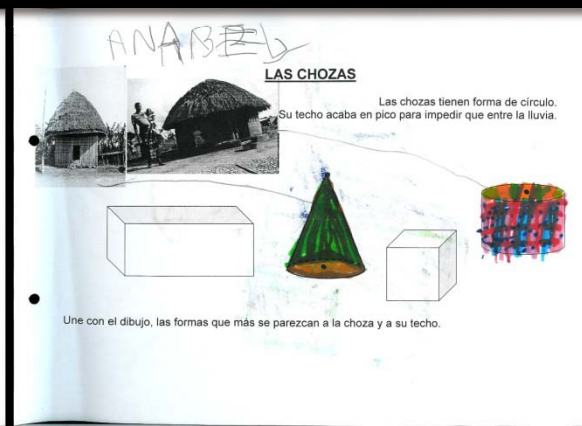 ANABEL
LAS CHOZAS
Las chozas tienen forma de círculo.
Su techo acaba en pico para impedir que entre la lluvia.
Une con el dibujo, las formas que más se parezcan a la choza y a su techo.